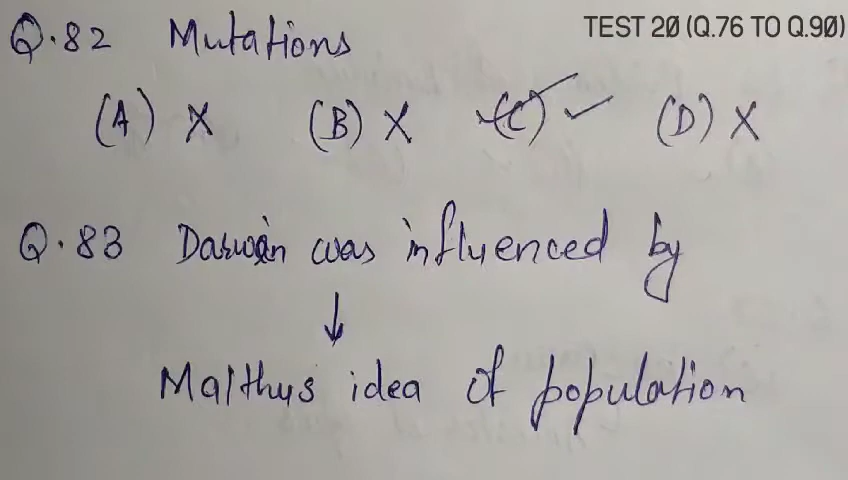 TEST 20 (Q.76 TO Q.90)
Q.82 Mutations
(A) X (B) X (C) ✓ (D) X
Q.83 Darwin was influenced by
↓
Malthus idea of population